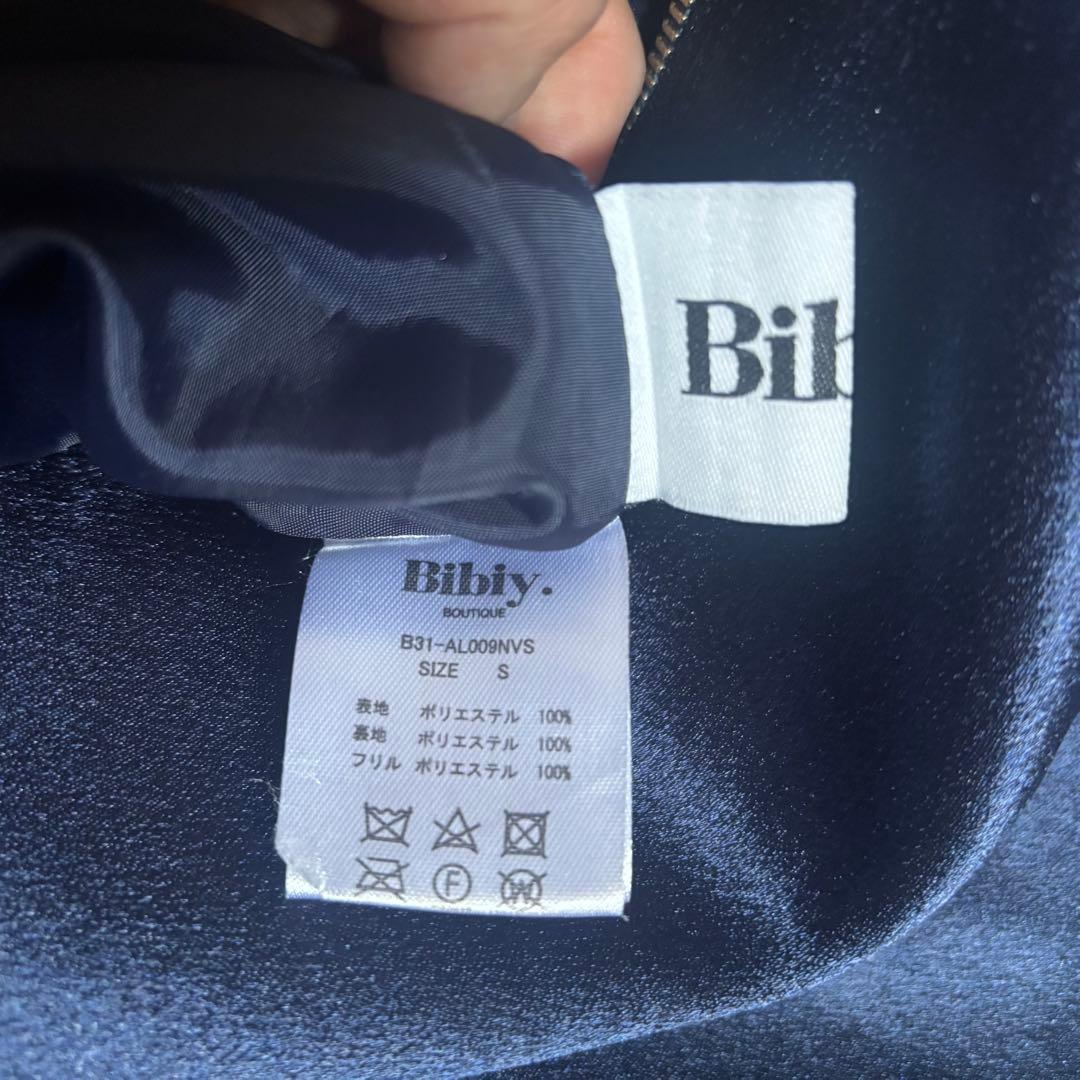 Bib
Bibiy.
BOUTIQUE
B31-AL009NVS
SIZE S
表地 ポリエステル 100%
裏地 ポリエステル 100%
フリル ポリエステル 100%
F
W